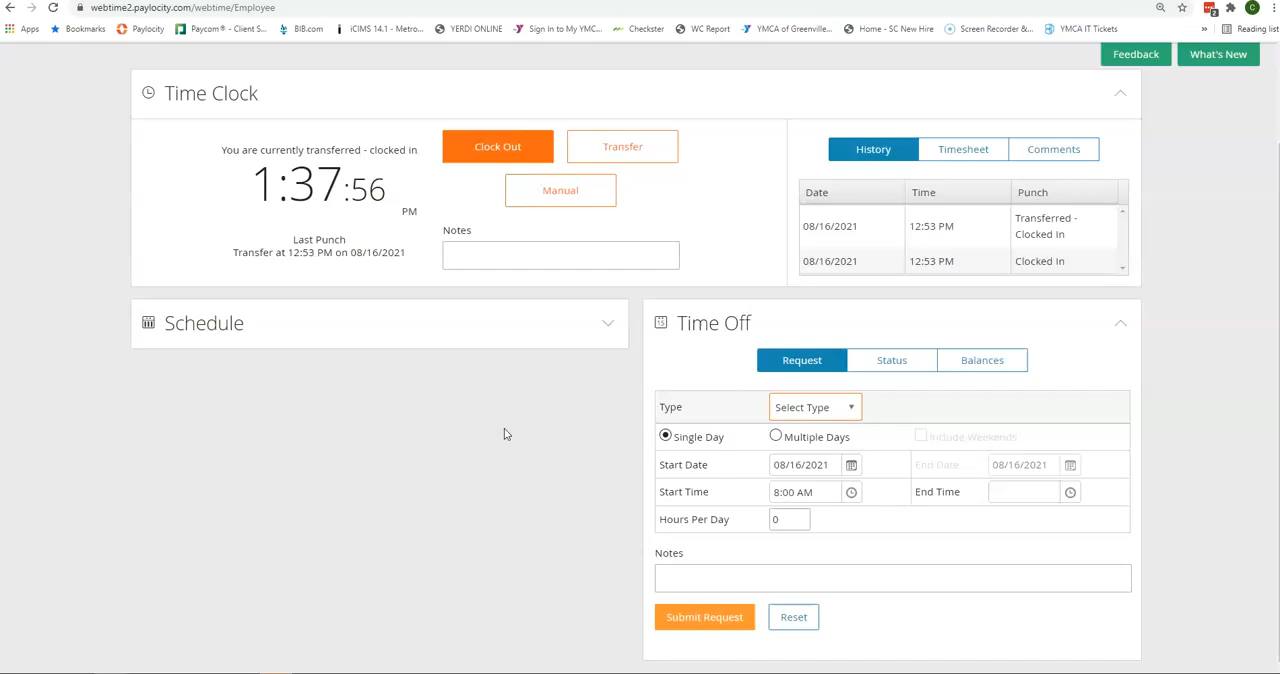 webtime2.paylocity.com/webtime/Employee
Apps Bookmarks Paylocity Paycom® - Client S... BIB.com iCIMS 14.1 - Metro... YERDI ONLINE Sign In to My YMC... Checkster WC Report YMCA of Greenville... Home - SC New Hire Screen Recorder &... YMCA IT Tickets » Reading list
Feedback What's New
Time Clock
You are currently transferred - clocked in
1:37:56
PM
Last Punch
Transfer at 12:53 PM on 08/16/2021
Clock Out Transfer
Manual
Notes
History Timesheet Comments
Date Time Punch
08/16/2021 12:53 PM Transferred -
Clocked In
08/16/2021 12:53 PM Clocked In
Schedule
Time Off
Request Status Balances
Type Select Type
Single Day Multiple Days Include Weekends
Start Date 08/16/2021 End Date 08/16/2021
Start Time 8:00 AM End Time
Hours Per Day 0
Notes
Submit Request Reset